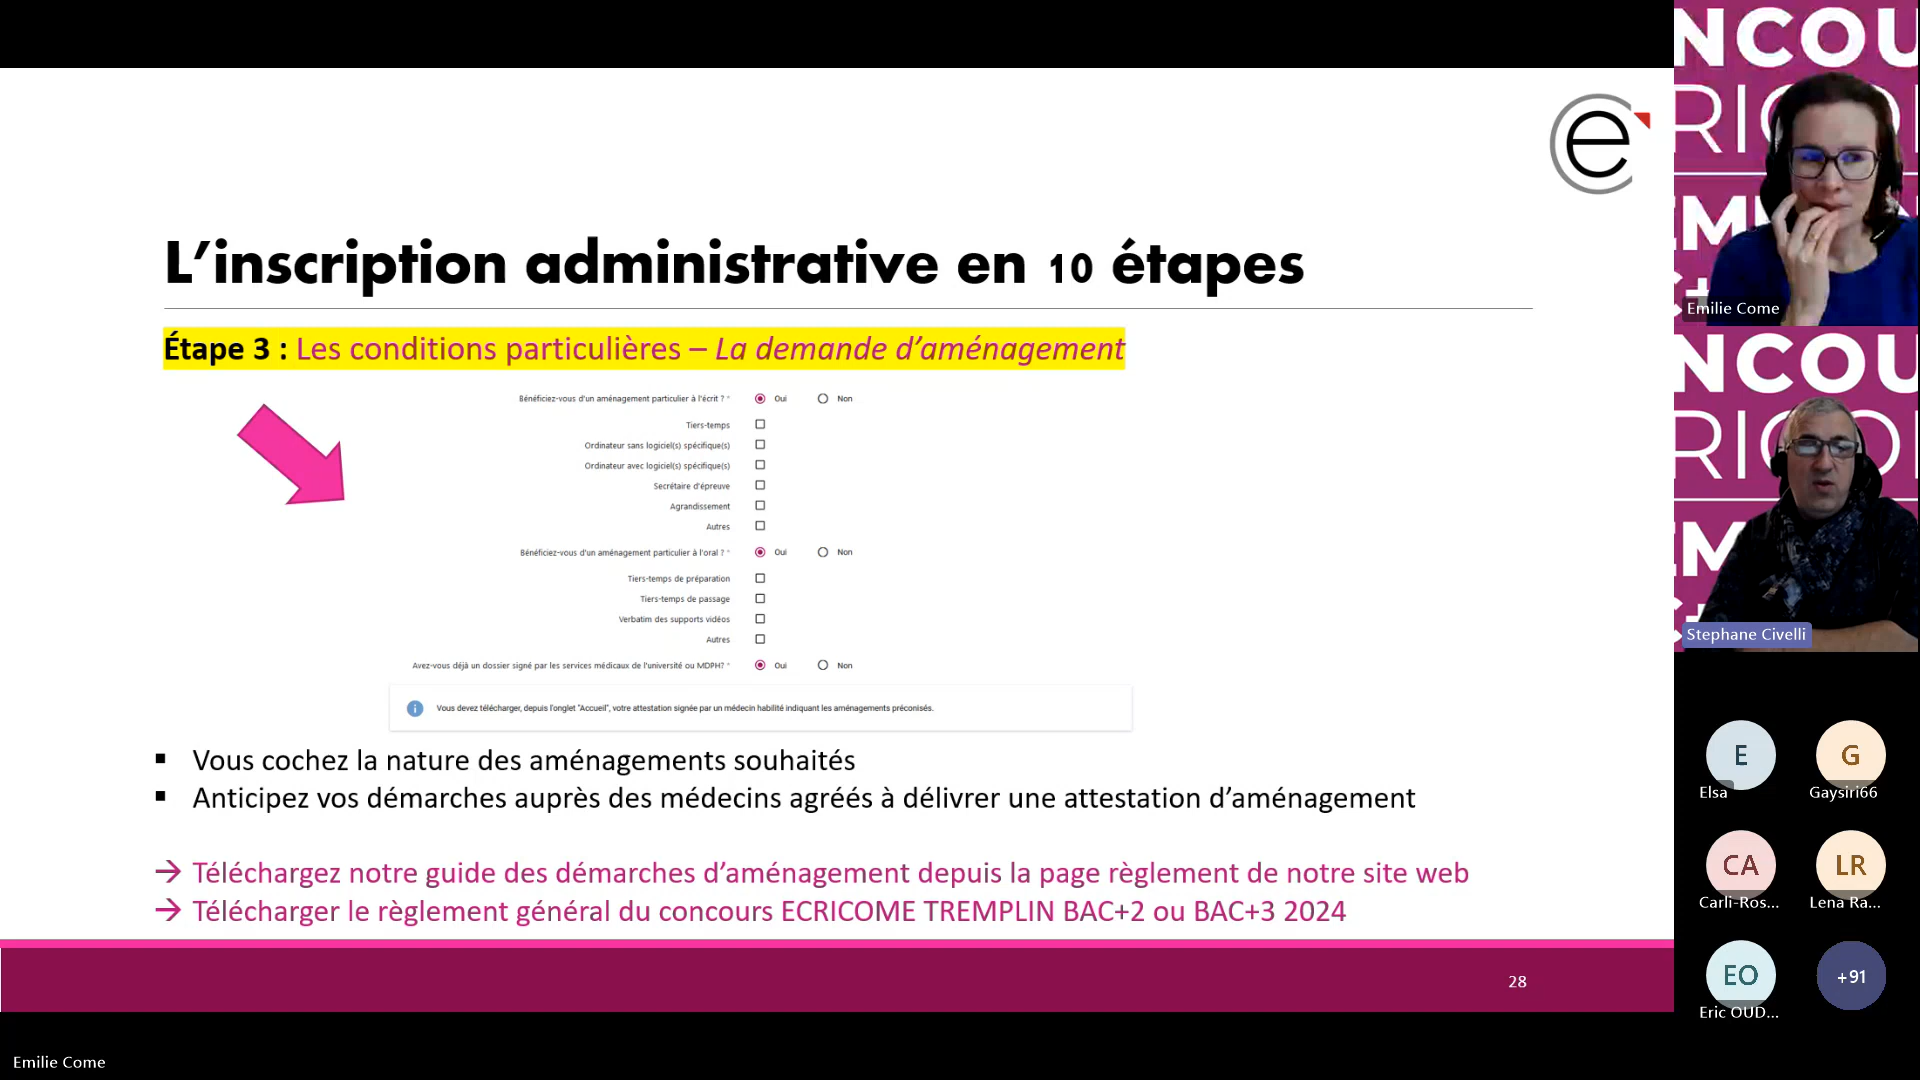 L’inscription administrative en 10 étapes
Étape 3 : Les conditions particulières – La demande d’aménagement
Bénéficiez-vous d'un aménagement particulier à l'écrit ? * Oui Non
Tiers-temps
Ordinateur sans logiciel(s) spécifique(s)
Ordinateur avec logiciel(s) spécifique(s)
Secrétaire d'épreuve
Agrandissement
Autres
Bénéficiez-vous d'un aménagement particulier à l'oral ? * Oui Non
Tiers-temps de préparation
Tiers-temps de passage
Verbatim des supports vidéos
Autres
Avez-vous déjà un dossier signé par les services médicaux de l'université ou MDPH? * Oui Non
i Vous devez télécharger, depuis l'onglet "Accueil", votre attestation signée par un médecin habilité indiquant les aménagements préconisés.
▪ Vous cochez la nature des aménagements souhaités
▪ Anticipez vos démarches auprès des médecins agréés à délivrer une attestation d’aménagement
→ Téléchargez notre guide des démarches d’aménagement depuis la page règlement de notre site web
→ Télécharger le règlement général du concours ECRICOME TREMPLIN BAC+2 ou BAC+3 2024
28
Emilie Come
e
NCOU
RICO
EM
Emilie Come
NCOU
RICO
EM
Stephane Civelli
E
Elsa
G
Gaysiri66
CA
Carli-Ros...
LR
Lena Ra...
EO
Eric OUD...
+91